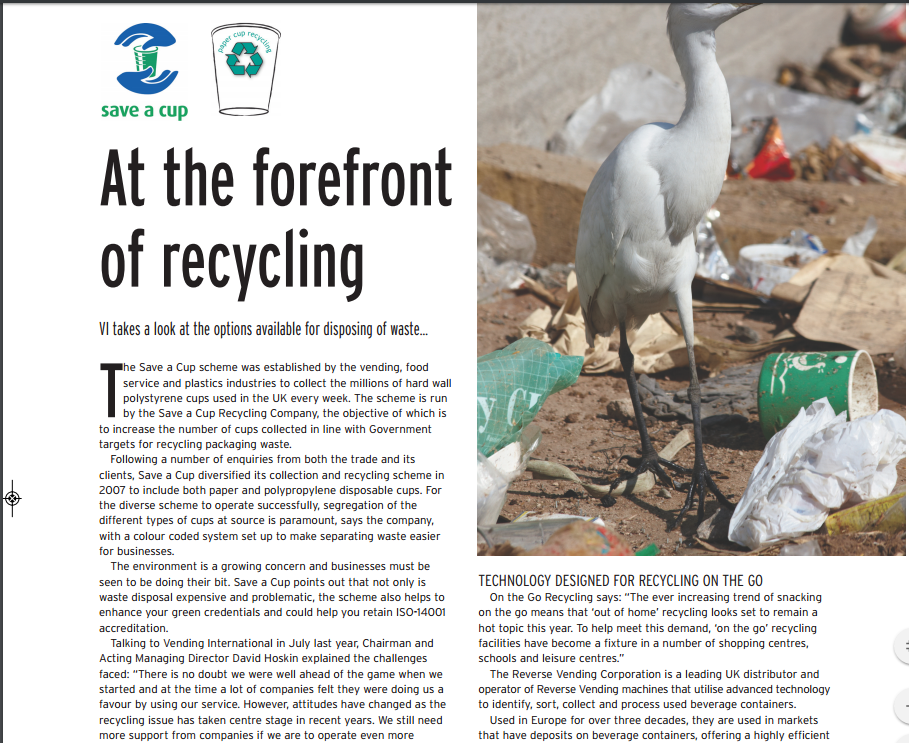 save a cup
paper cup recycling
At the forefront
of recycling
VI takes a look at the options available for disposing of waste...
The Save a Cup scheme was established by the vending, food
service and plastics industries to collect the millions of hard wall
polystyrene cups used in the UK every week. The scheme is run
by the Save a Cup Recycling Company, the objective of which is
to increase the number of cups collected in line with Government
targets for recycling packaging waste.
Following a number of enquiries from both the trade and its
clients, Save a Cup diversified its collection and recycling scheme in
2007 to include both paper and polypropylene disposable cups. For
the diverse scheme to operate successfully, segregation of the
different types of cups at source is paramount, says the company,
with a colour coded system set up to make separating waste easier
for businesses.
The environment is a growing concern and businesses must be
seen to be doing their bit. Save a Cup points out that not only is
waste disposal expensive and problematic, the scheme also helps to
enhance your green credentials and could help you retain ISO-14001
accreditation.
Talking to Vending International in July last year, Chairman and
Acting Managing Director David Hoskin explained the challenges
faced: “There is no doubt we were well ahead of the game when we
started and at the time a lot of companies felt they were doing us a
favour by using our service. However, attitudes have changed as the
recycling issue has taken centre stage in recent years. We still need
more support from companies if we are to operate even more
TECHNOLOGY DESIGNED FOR RECYCLING ON THE GO
On the Go Recycling says: “The ever increasing trend of snacking
on the go means that ‘out of home’ recycling looks set to remain a
hot topic this year. To help meet this demand, ‘on the go’ recycling
facilities have become a fixture in a number of shopping centres,
schools and leisure centres.”
The Reverse Vending Corporation is a leading UK distributor and
operator of Reverse Vending machines that utilise advanced technology
to identify, sort, collect and process used beverage containers.
Used in Europe for over three decades, they are used in markets
that have deposits on beverage containers, offering a highly efficient